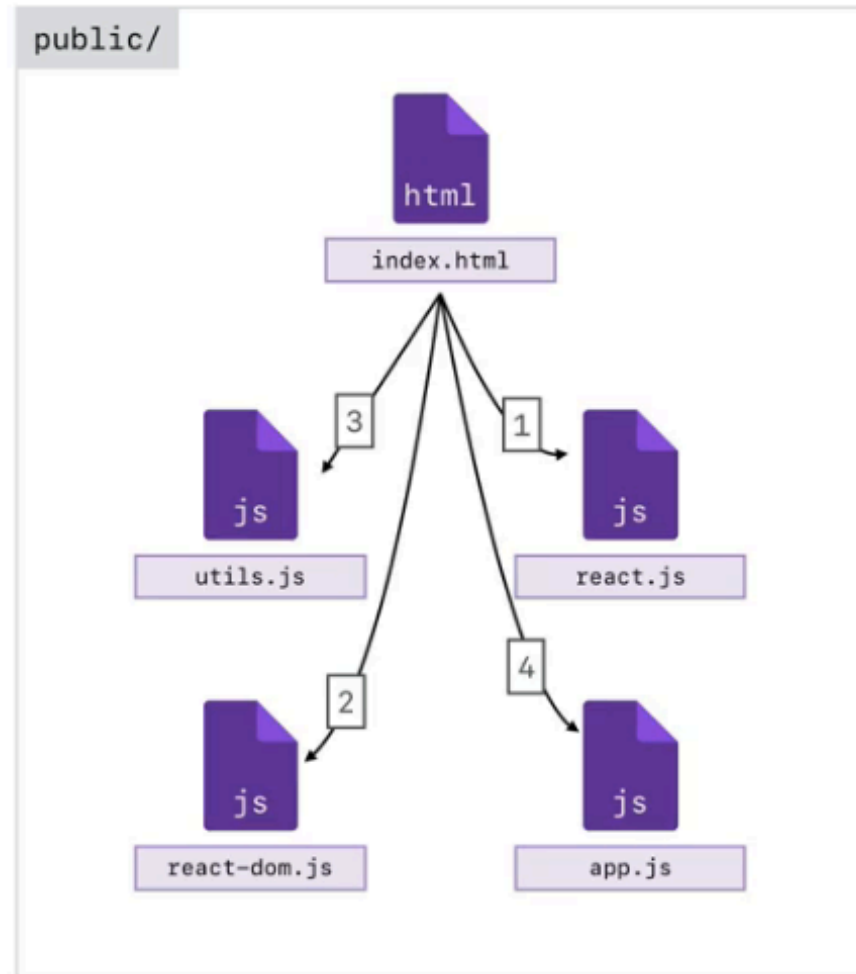 public/
html
index.html
3
1
js
js
utils.js
react.js
2
4
js
js
react-dom.js
app.js